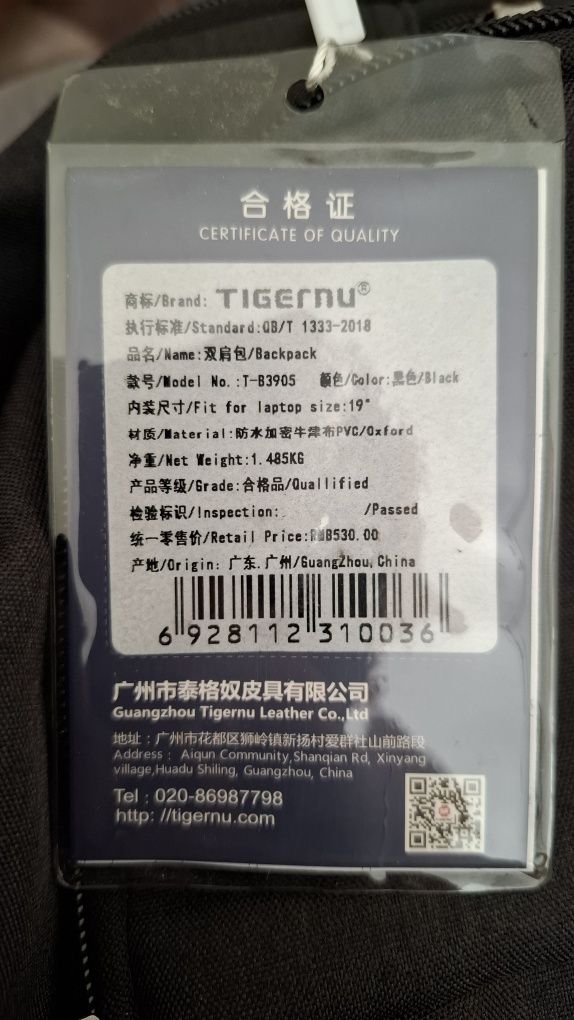 合格证
CERTIFICATE OF QUALITY
商标/Brand: TIGERNU®
执行标准/Standard:QB/T 1333-2018
品名/Name:双肩包/Backpack
款号/Model No.:T-B3905 颜色/Color:黑色/Black
内装尺寸/Fit for laptop size:19"
材质/Material:防水加密牛津布PVC/Oxford
净重/Net Weight:1.485KG
产品等级/Grade:合格品/Quallified
检验标识/Inspection: /Passed
统一零售价/Retail Price:RMB530.00
产地/Origin: 广东.广州/GuangZhou,China
6 928112 310036
广州市泰格奴皮具有限公司
Guangzhou Tigernu Leather Co.,Ltd
地址：广州市花都区狮岭镇新扬村爱群社山前路段
Address： Aiqun Community,Shanqian Rd, Xinyang
village,Huadu Shiling, Guangzhou, China
Tel：020-86987798
http: //tigernu.com